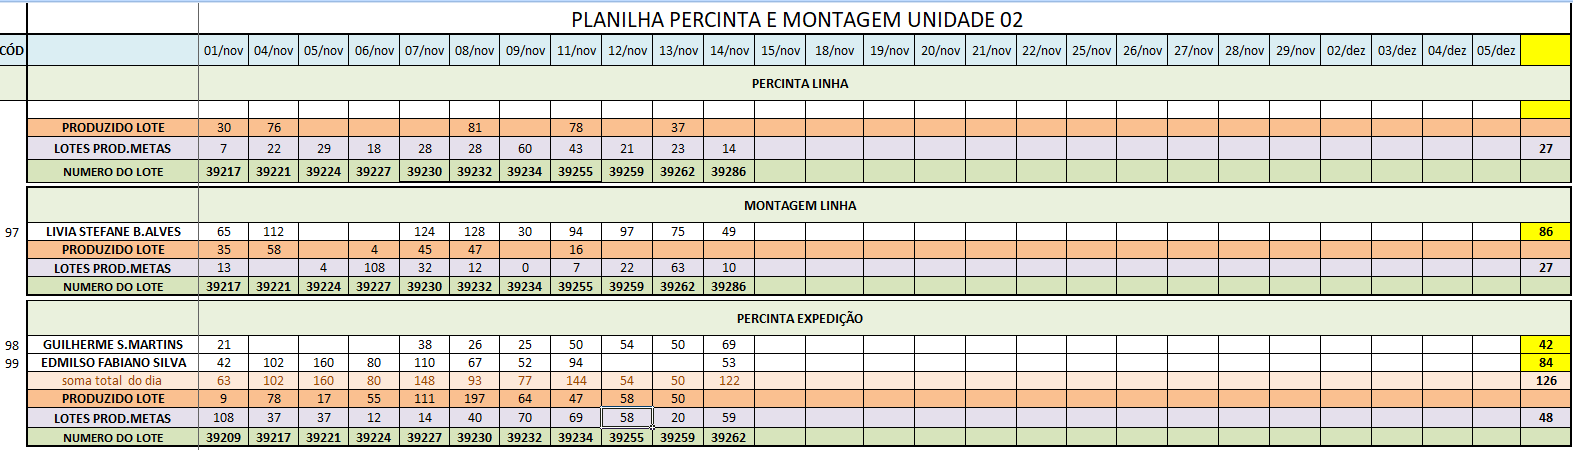 PLANILHA PERCINTA E MONTAGEM UNIDADE 02
CÓD 01/nov 04/nov 05/nov 06/nov 07/nov 08/nov 09/nov 11/nov 12/nov 13/nov 14/nov 15/nov 18/nov 19/nov 20/nov 21/nov 22/nov 25/nov 26/nov 27/nov 28/nov 29/nov 02/dez 03/dez 04/dez 05/dez
PERCINTA LINHA
PRODUZIDO LOTE 30 76 81 78 37
LOTES PROD.METAS 7 22 29 18 28 28 60 43 21 23 14 27
NUMERO DO LOTE 39217 39221 39224 39227 39230 39232 39234 39255 39259 39262 39286
MONTAGEM LINHA
97 LIVIA STEFANE B.ALVES 65 112 124 128 30 94 97 75 49 86
PRODUZIDO LOTE 35 58 4 45 47 16
LOTES PROD.METAS 13 4 108 32 12 0 7 22 63 10 27
NUMERO DO LOTE 39217 39221 39224 39227 39230 39232 39234 39255 39259 39262 39286
PERCINTA EXPEDIÇÃO
98 GUILHERME S.MARTINS 21 38 26 25 50 54 50 69 42
99 EDMILSO FABIANO SILVA 42 102 160 80 110 67 52 94 53 84
soma total do dia 63 102 160 80 148 93 77 144 54 50 122 126
PRODUZIDO LOTE 9 78 17 55 111 197 64 47 58 50
LOTES PROD.METAS 108 37 37 12 14 40 70 69 58 20 59 48
NUMERO DO LOTE 39209 39217 39221 39224 39227 39230 39232 39234 39255 39259 39262